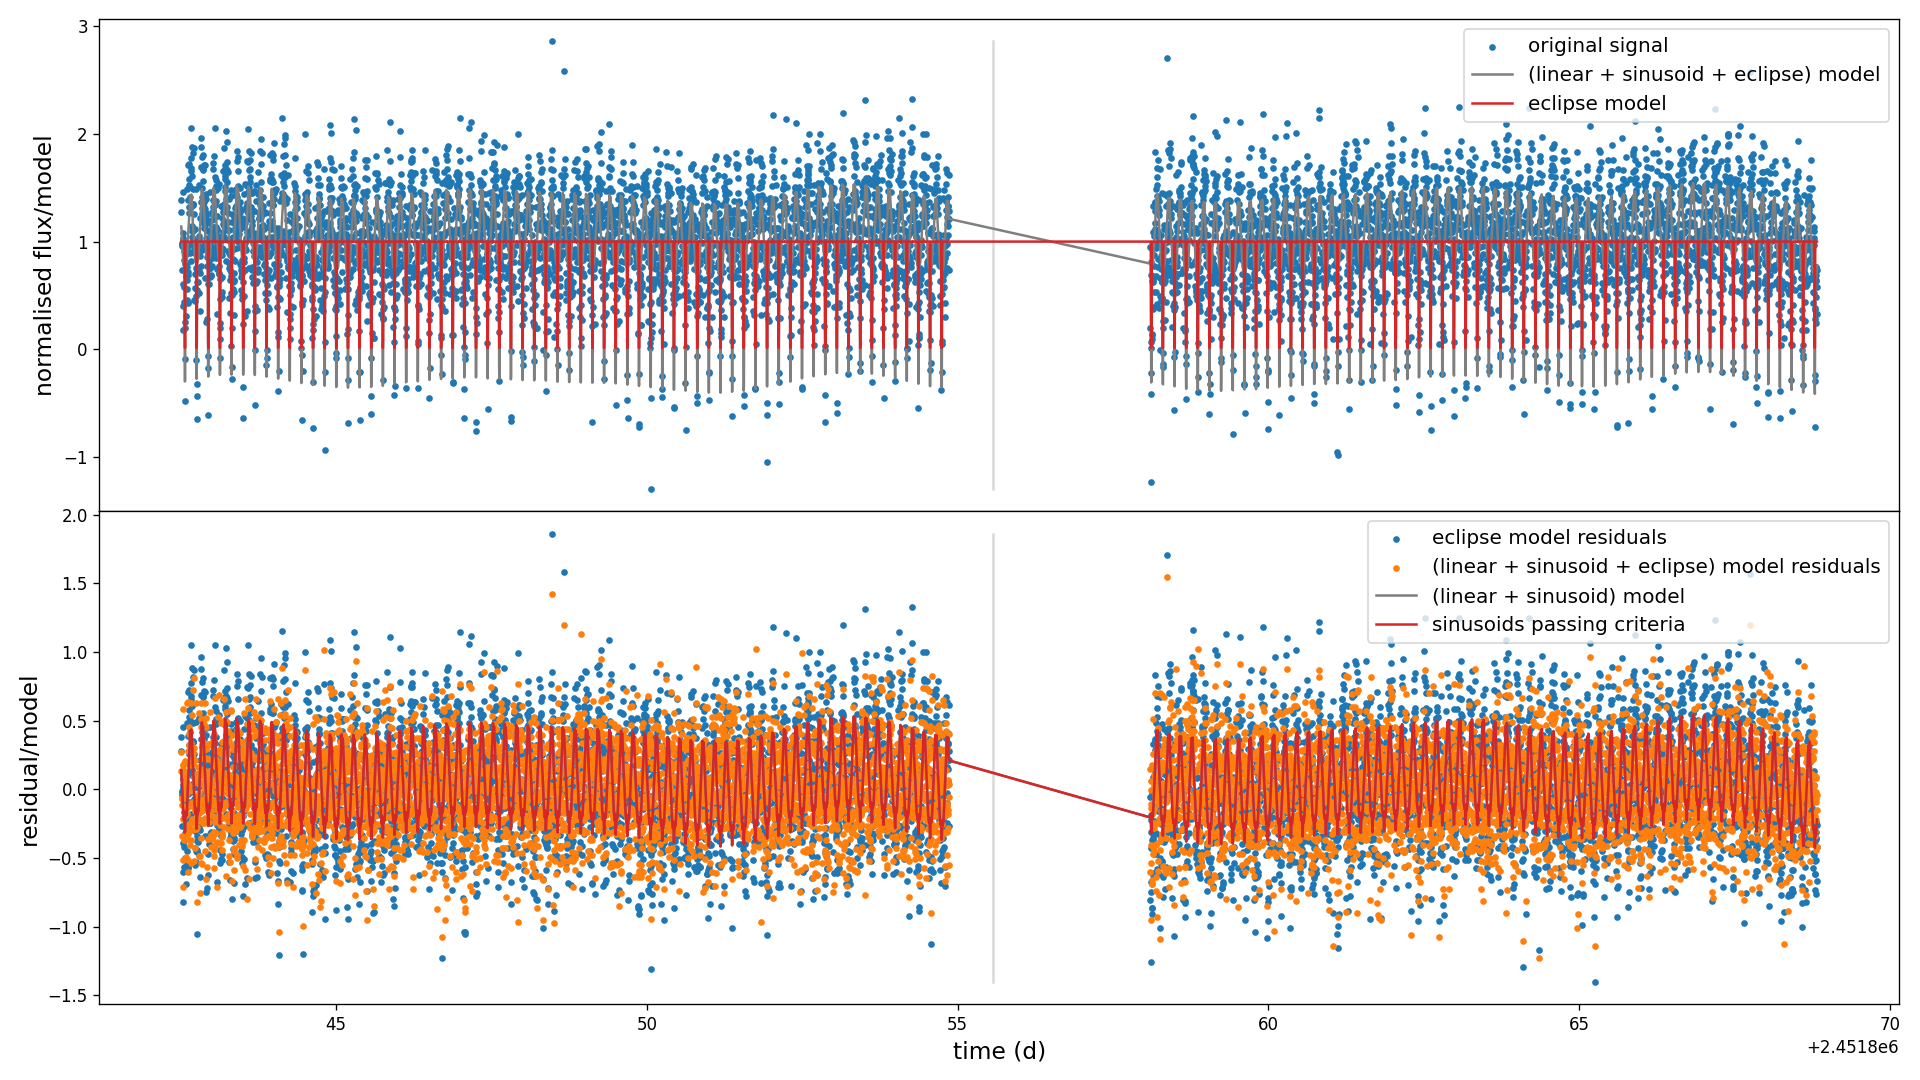 3
2
1
0
−1
normalised flux/model
original signal
(linear + sinusoid + eclipse) model
eclipse model
2.0
1.5
1.0
0.5
0.0
−0.5
−1.0
−1.5
residual/model
eclipse model residuals
(linear + sinusoid + eclipse) model residuals
(linear + sinusoid) model
sinusoids passing criteria
45 50 55 60 65 70
time (d)
+2.4518e6